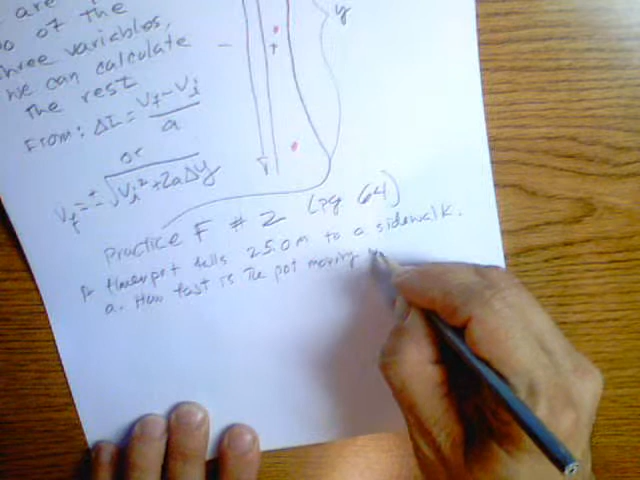 are
o of the
three variables,
we can calculate
the rest
From: Δt = Vf - Vi / a
or
Vf = ± √Vi² + 2aΔy
y
Practice F # 2 (pg 64)
A flowerpot falls 25.0 m to a sidewalk.
a. How fast is the pot moving